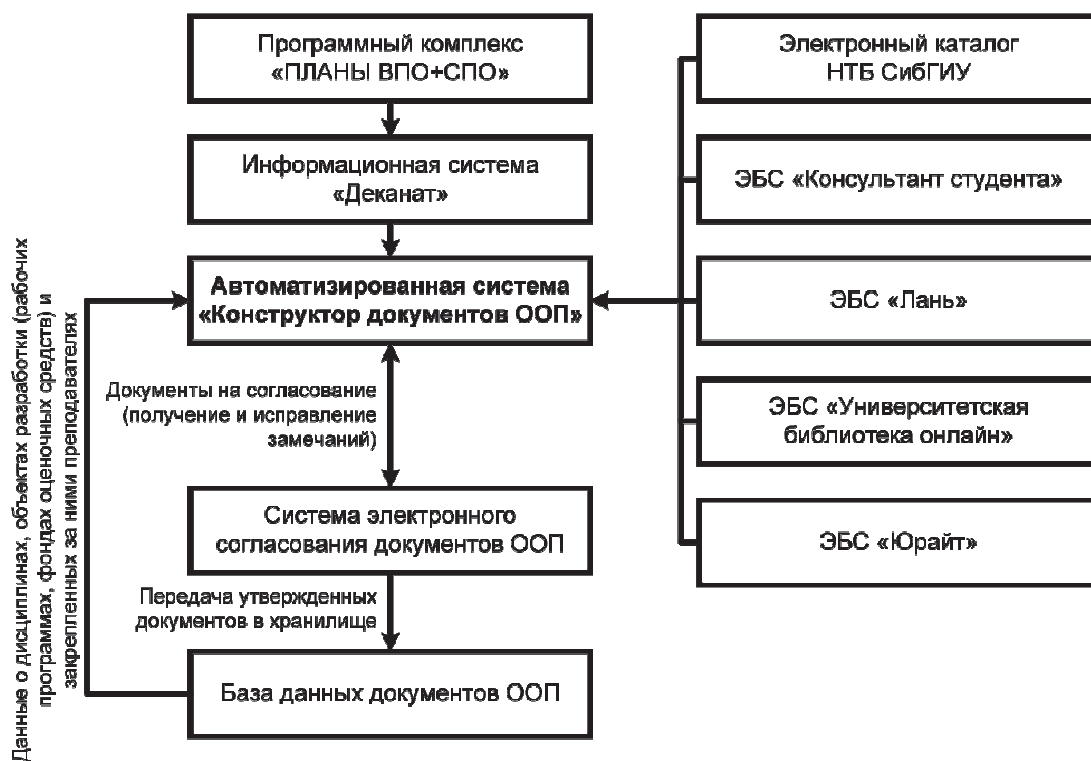 Программный комплекс
«ПЛАНЫ ВПО+СПО»
Информационная система
«Деканат»
Автоматизированная система
«Конструктор документов ООП»
Документы на согласование
(получение и исправление
замечаний)
Система электронного
согласования документов ООП
Передача утвержденных
документов в хранилище
База данных документов ООП
Данные о дисциплинах, объектах разработки (рабочих
программах, фондах оценочных средств) и
закрепленных за ними преподавателях
Электронный каталог
НТБ СибГИУ
ЭБС «Консультант студента»
ЭБС «Лань»
ЭБС «Университетская
библиотека онлайн»
ЭБС «Юрайт»